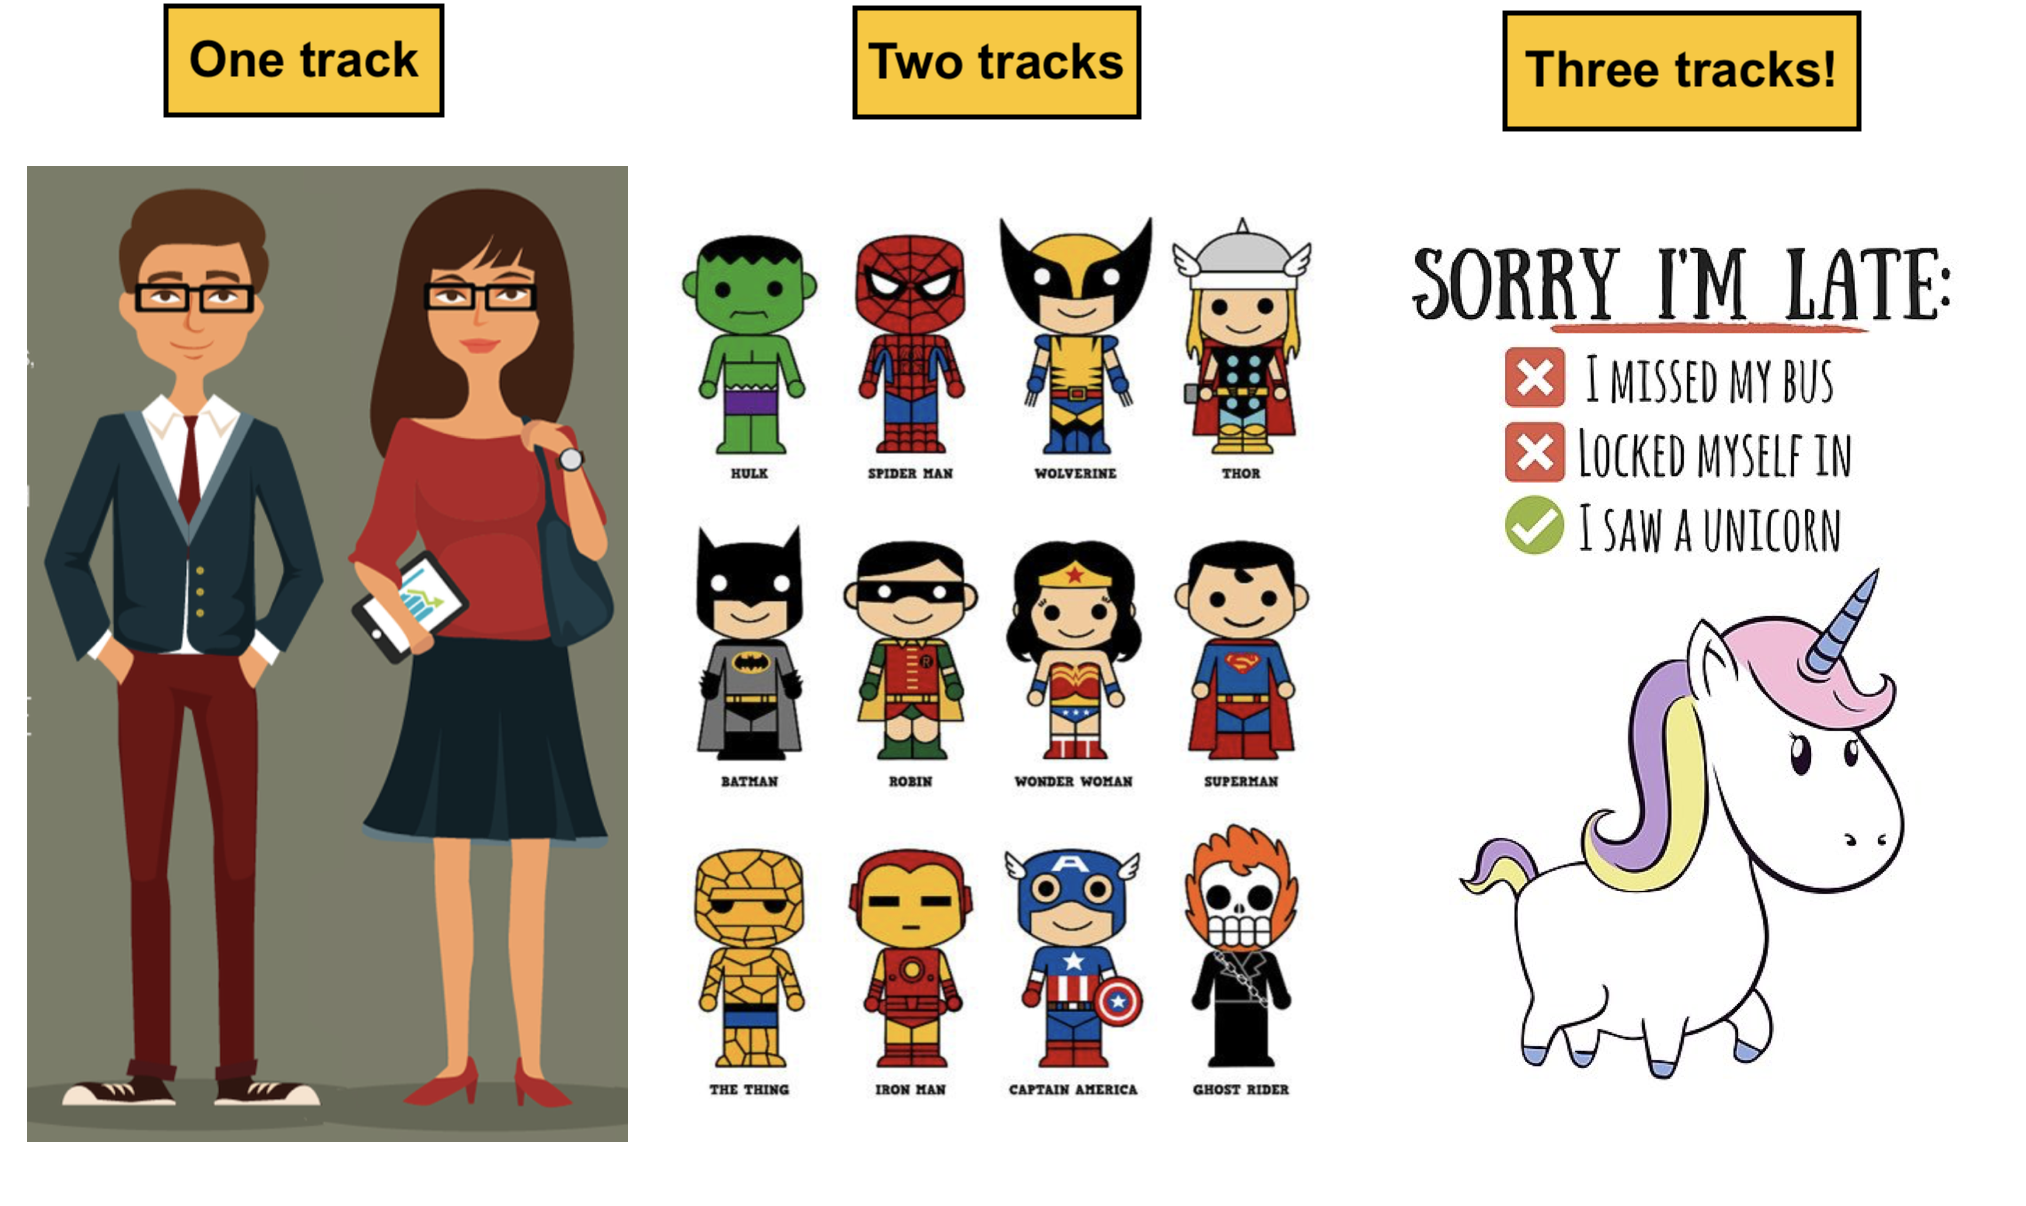 One track
Two tracks
Three tracks!
HULK
SPIDER MAN
WOLVERINE
THOR
BATMAN
ROBIN
WONDER WOMAN
SUPERMAN
THE THING
IRON MAN
CAPTAIN AMERICA
GHOST RIDER
SORRY I'M LATE:
I MISSED MY BUS
LOCKED MYSELF IN
I SAW A UNICORN